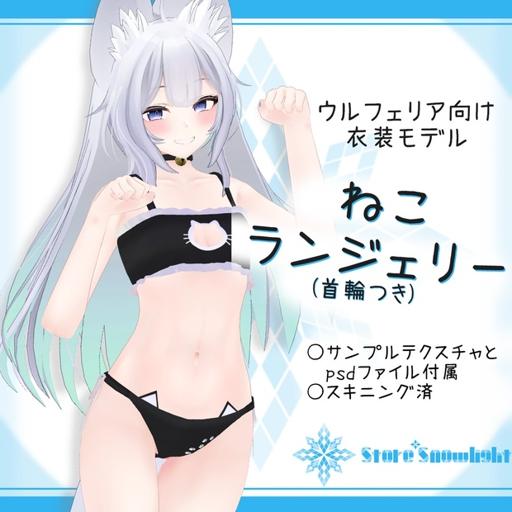 ウルフェリア向け
衣装モデル
ねこ
ランジェリー
(首輪つき)
○サンプルテクスチャと
psdファイル付属
○スキニング済
Store Snowlight